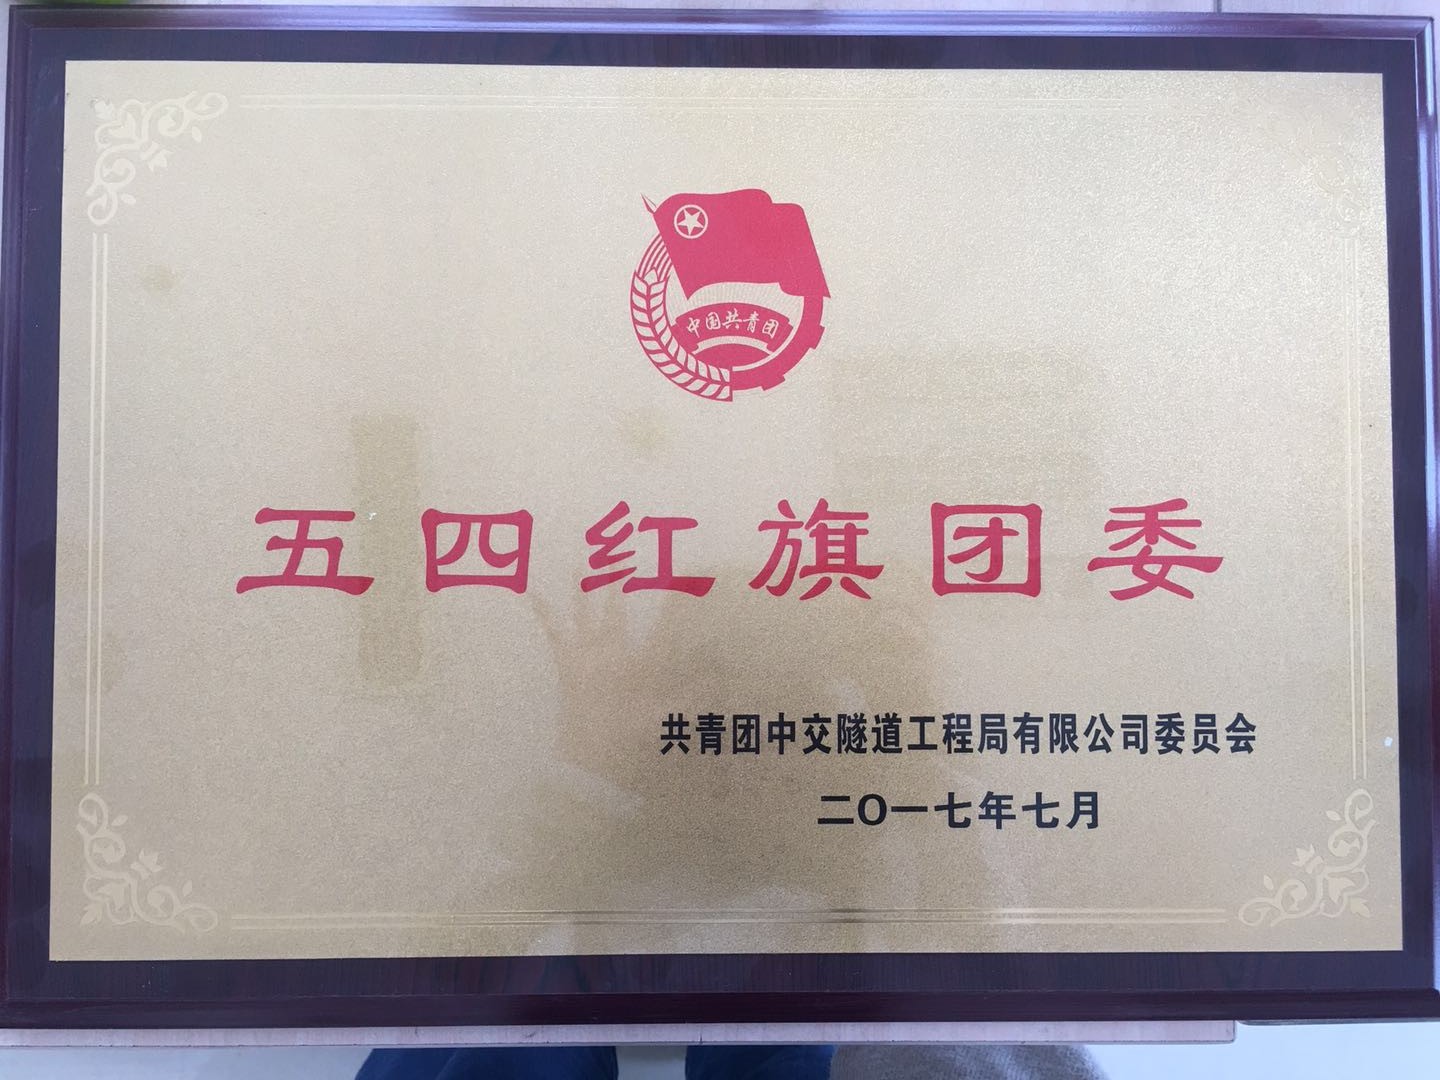 中国共青团
五四红旗团委
共青团中交隧道工程局有限公司委员会
二〇一七年七月